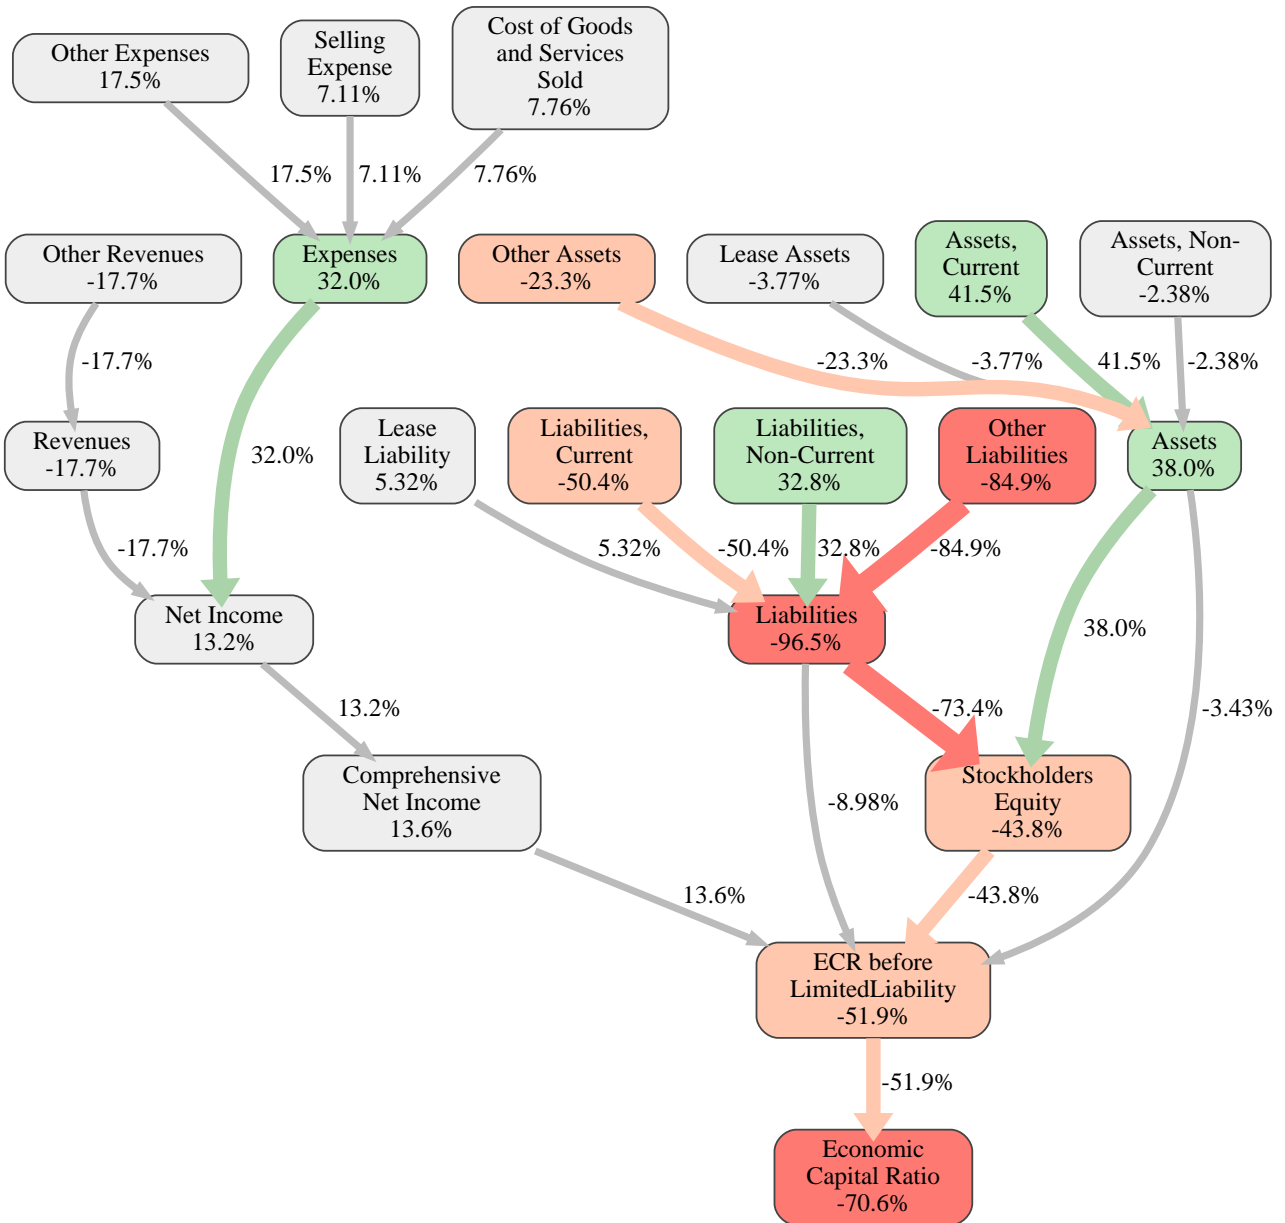 Other Expenses
17.5%
Selling
Expense
7.11%
Cost of Goods
and Services
Sold
7.76%
17.5%
7.11%
7.76%
Other Revenues
-17.7%
Expenses
32.0%
Other Assets
-23.3%
Lease Assets
-3.77%
Assets,
Current
41.5%
Assets, Non-
Current
-2.38%
-17.7%
-23.3%
-3.77%
41.5%
-2.38%
Revenues
-17.7%
32.0%
Lease
Liability
5.32%
Liabilities,
Current
-50.4%
Liabilities,
Non-Current
32.8%
Other
Liabilities
-84.9%
Assets
38.0%
-17.7%
5.32%
-50.4%
32.8%
-84.9%
Net Income
13.2%
Liabilities
-96.5%
38.0%
13.2%
-73.4%
-3.43%
Comprehensive
Net Income
13.6%
-8.98%
Stockholders
Equity
-43.8%
13.6%
-43.8%
ECR before
LimitedLiability
-51.9%
-51.9%
Economic
Capital Ratio
-70.6%